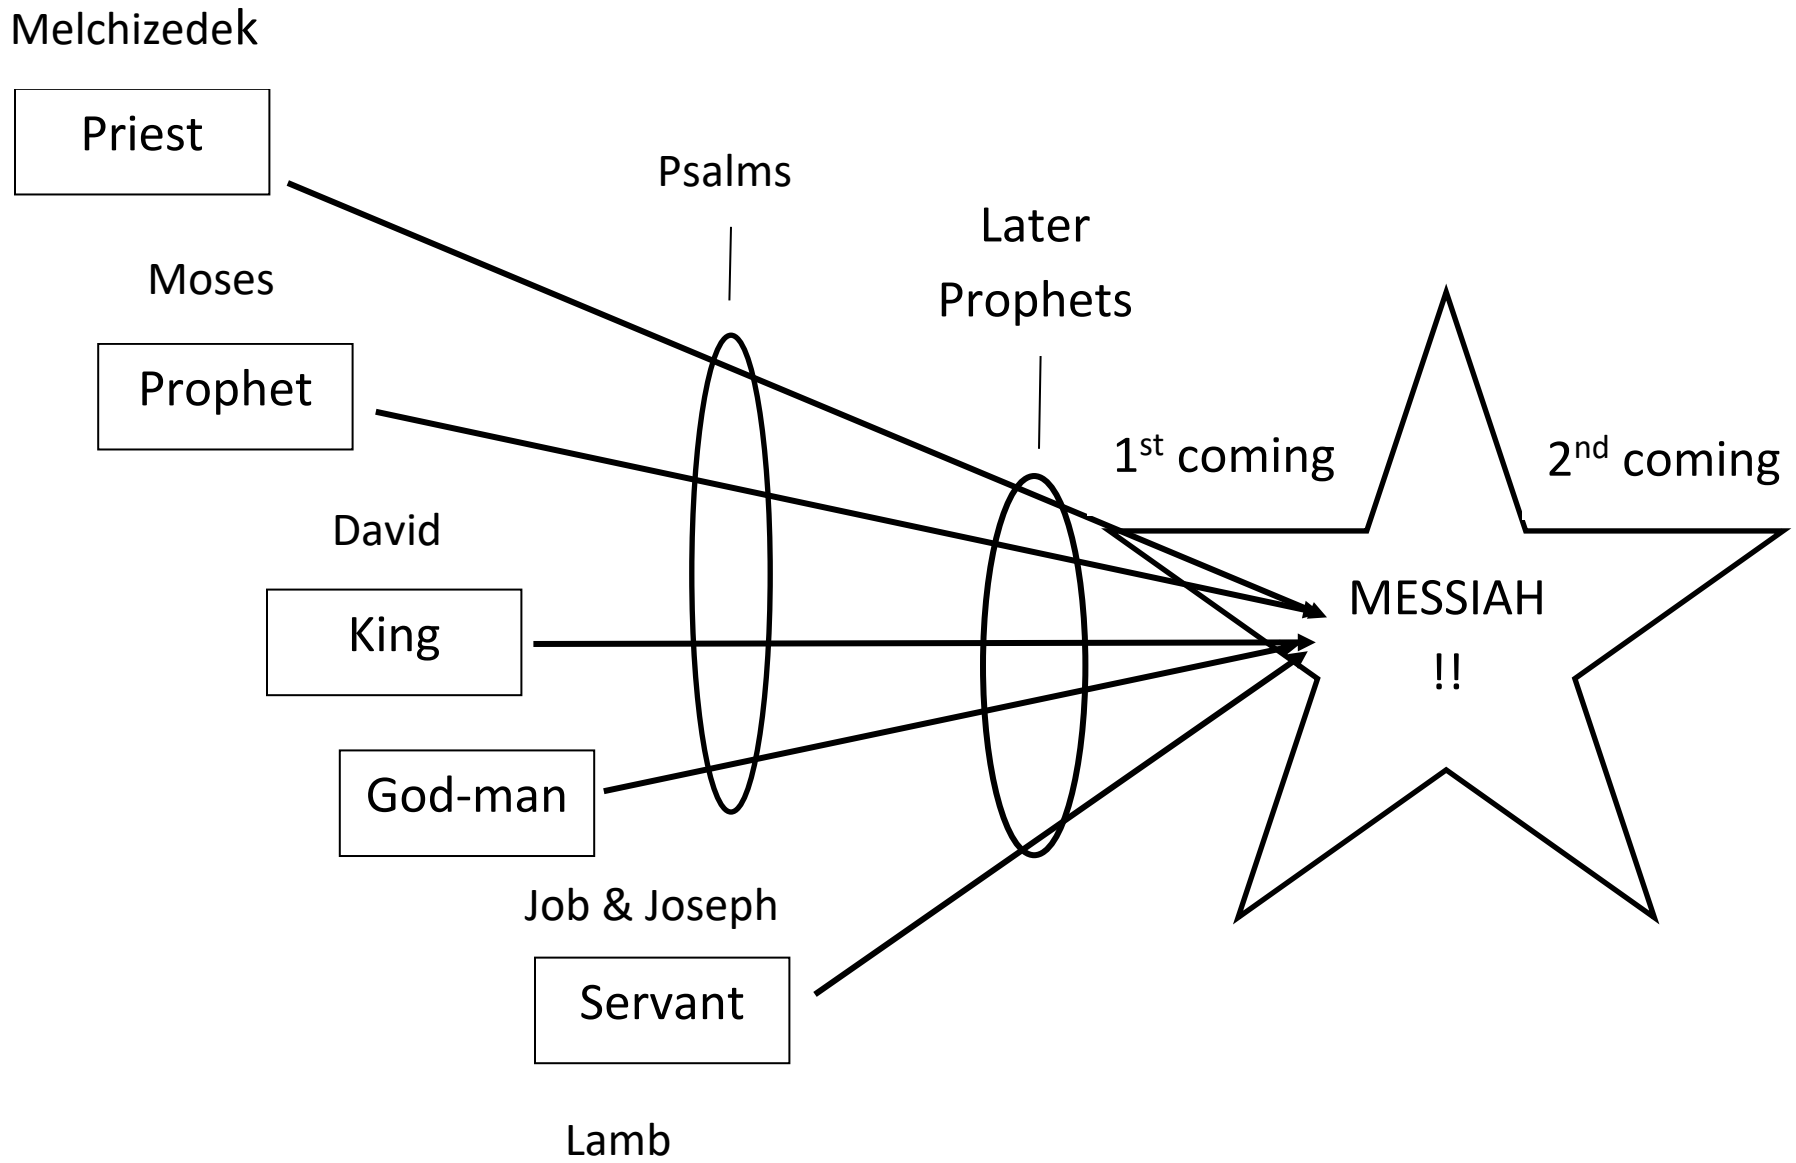 Melchizedek
Priest
Psalms
Later
Prophets
Moses
Prophet
1st coming
2nd coming
David
King
MESSIAH
!!
God-man
Job & Joseph
Servant
Lamb